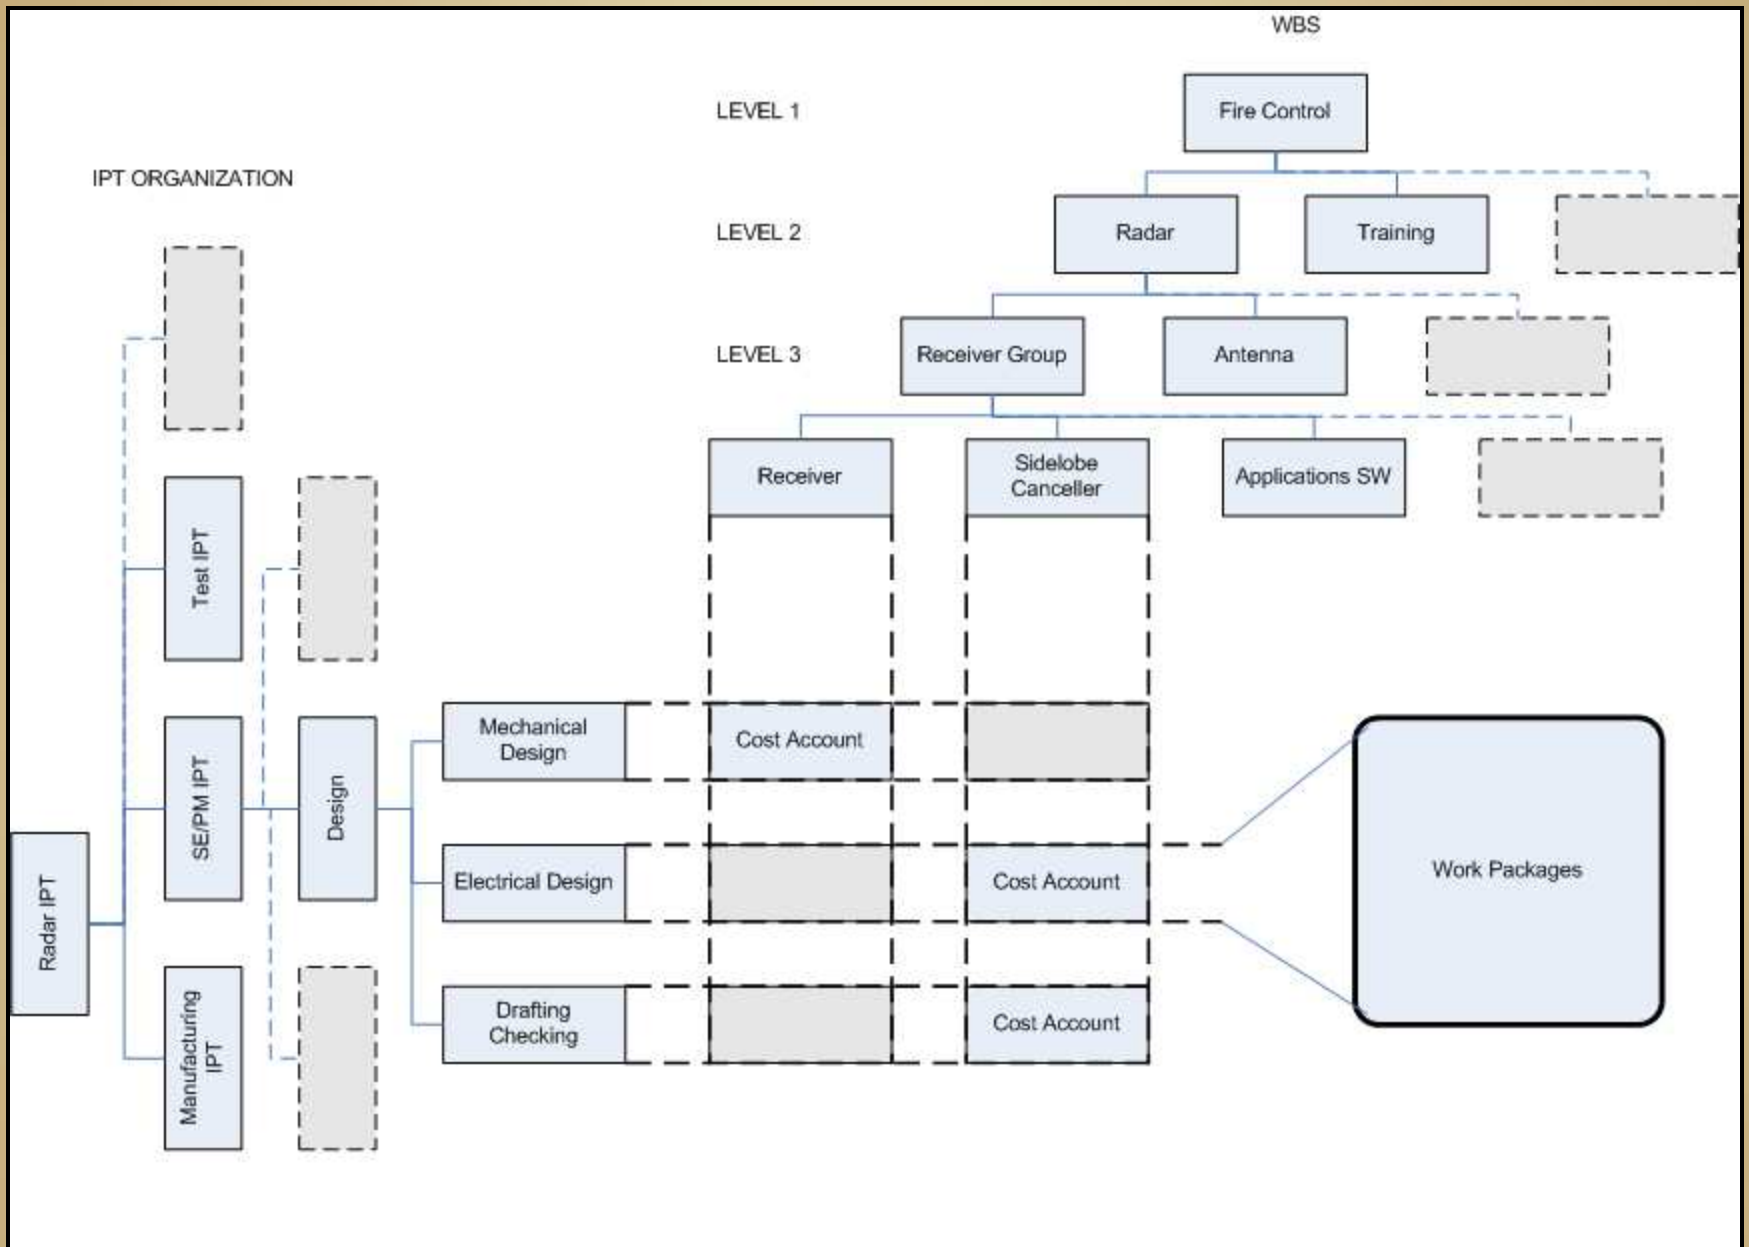 WBS
LEVEL 1
Fire Control
IPT ORGANIZATION
LEVEL 2
Radar
Training
LEVEL 3
Receiver Group
Antenna
Receiver
Sidelobe
Canceller
Applications SW
Test IPT
SE/PM IPT
Design
Radar IPT
Manufacturing
IPT
Mechanical
Design
Cost Account
Electrical Design
Cost Account
Drafting
Checking
Cost Account
Work Packages